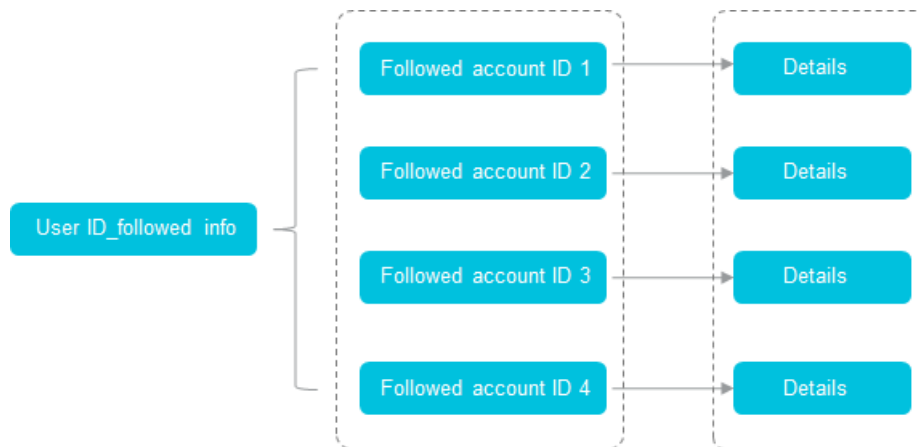 Followed account ID 1
Details
Followed account ID 2
Details
User ID_followed info
Followed account ID 3
Details
Followed account ID 4
Details